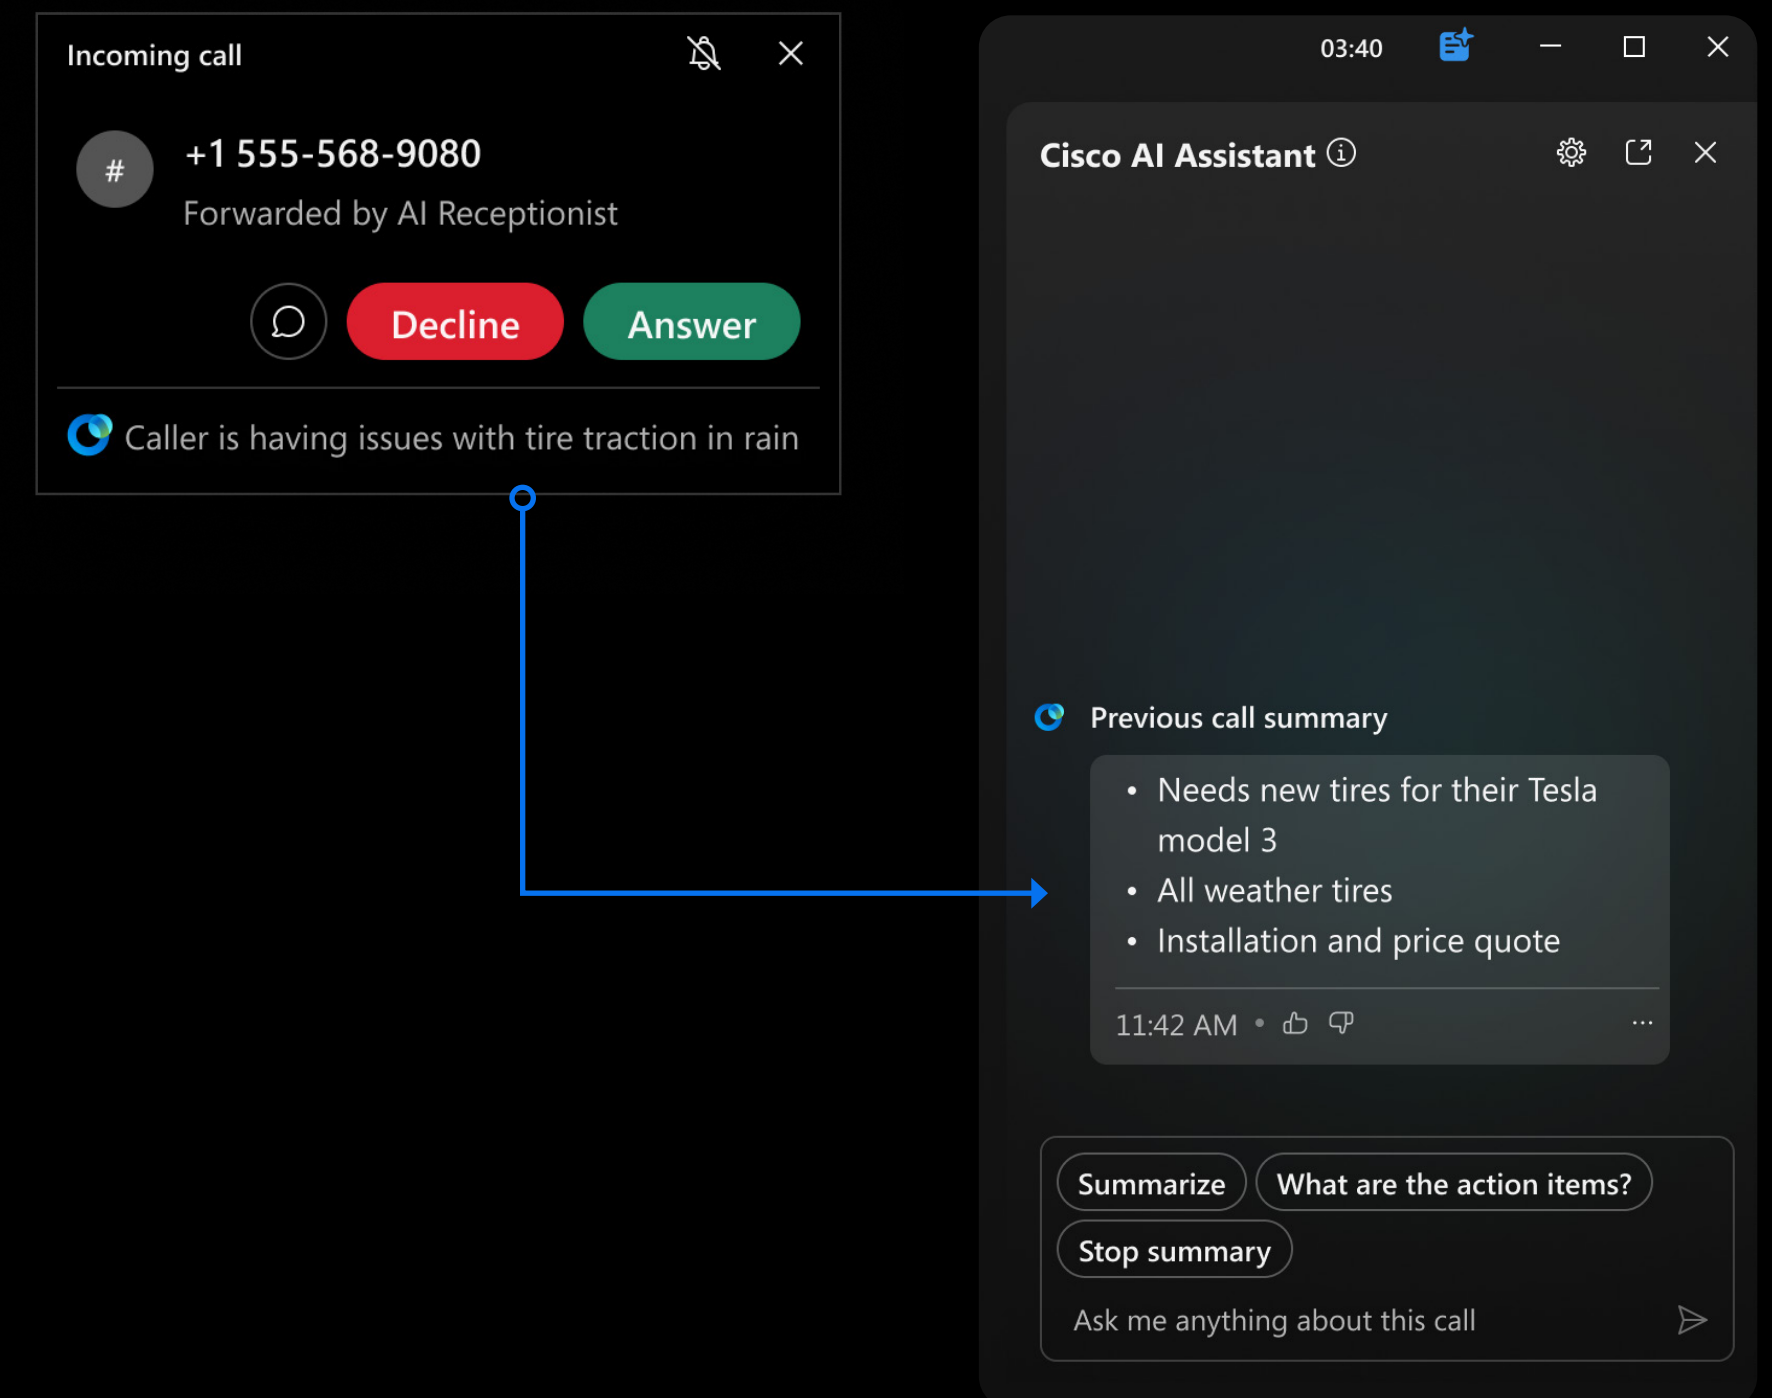 Incoming call
#
+1 555-568-9080
Forwarded by AI Receptionist
Decline
Answer
Caller is having issues with tire traction in rain
03:40
Cisco AI Assistant
Previous call summary
• Needs new tires for their Tesla
model 3
• All weather tires
• Installation and price quote
11:42 AM •
Summarize
What are the action items?
Stop summary
Ask me anything about this call